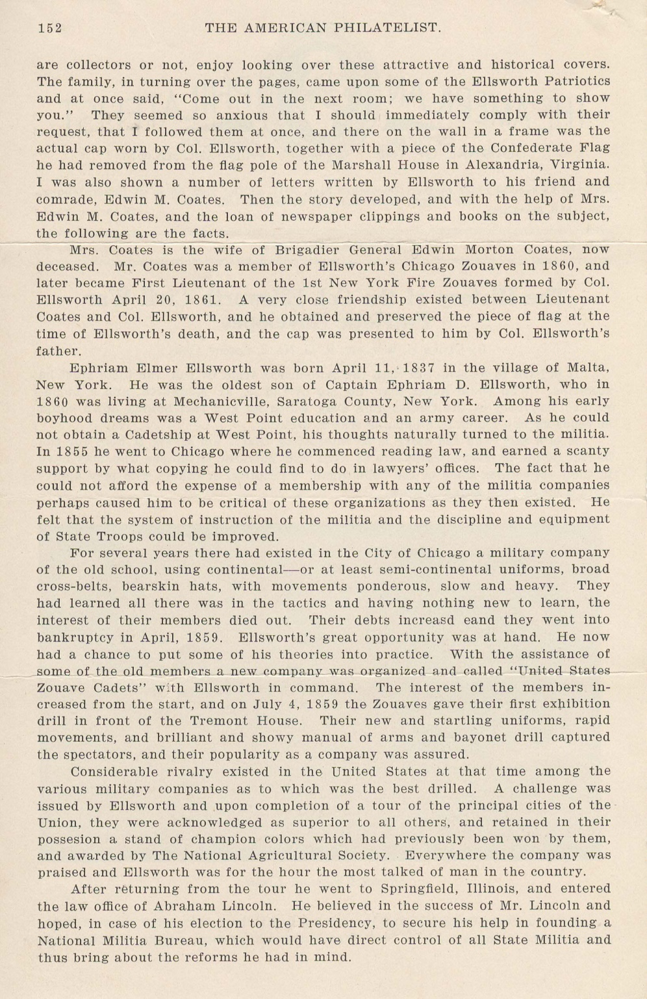 152 THE AMERICAN PHILATELIST.
are collectors or not, enjoy looking over these attractive and historical covers.
The family, in turning over the pages, came upon some of the Ellsworth Patriotics
and at once said, “Come out in the next room; we have something to show
you.” They seemed so anxious that I should immediately comply with their
request, that I followed them at once, and there on the wall in a frame was the
actual cap worn by Col. Ellsworth, together with a piece of the Confederate Flag
he had removed from the flag pole of the Marshall House in Alexandria, Virginia.
I was also shown a number of letters written by Ellsworth to his friend and
comrade, Edwin M. Coates. Then the story developed, and with the help of Mrs.
Edwin M. Coates, and the loan of newspaper clippings and books on the subject,
the following are the facts.
Mrs. Coates is the wife of Brigadier General Edwin Morton Coates, now
deceased. Mr. Coates was a member of Ellsworth’s Chicago Zouaves in 1860, and
later became First Lieutenant of the 1st New York Fire Zouaves formed by Col.
Ellsworth April 20, 1861. A very close friendship existed between Lieutenant
Coates and Col. Ellsworth, and he obtained and preserved the piece of flag at the
time of Ellsworth’s death, and the cap was presented to him by Col. Ellsworth’s
father.
Ephriam Elmer Ellsworth was born April 11, 1837 in the village of Malta,
New York. He was the oldest son of Captain Ephriam D. Ellsworth, who in
1860 was living at Mechanicville, Saratoga County, New York. Among his early
boyhood dreams was a West Point education and an army career. As he could
not obtain a Cadetship at West Point, his thoughts naturally turned to the militia.
In 1855 he went to Chicago where he commenced reading law, and earned a scanty
support by what copying he could find to do in lawyers’ offices. The fact that he
could not afford the expense of a membership with any of the militia companies
perhaps caused him to be critical of these organizations as they then existed. He
felt that the system of instruction of the militia and the discipline and equipment
of State Troops could be improved.
For several years there had existed in the City of Chicago a military company
of the old school, using continental—or at least semi-continental uniforms, broad
cross-belts, bearskin hats, with movements ponderous, slow and heavy. They
had learned all there was in the tactics and having nothing new to learn, the
interest of their members died out. Their debts increasd eand they went into
bankruptcy in April, 1859. Ellsworth’s great opportunity was at hand. He now
had a chance to put some of his theories into practice. With the assistance of
some of the old members a new company was organized and called “United States
Zouave Cadets” with Ellsworth in command. The interest of the members in-
creased from the start, and on July 4, 1859 the Zouaves gave their first exhibition
drill in front of the Tremont House. Their new and startling uniforms, rapid
movements, and brilliant and showy manual of arms and bayonet drill captured
the spectators, and their popularity as a company was assured.
Considerable rivalry existed in the United States at that time among the
various military companies as to which was the best drilled. A challenge was
issued by Ellsworth and upon completion of a tour of the principal cities of the
Union, they were acknowledged as superior to all others, and retained in their
possesion a stand of champion colors which had previously been won by them,
and awarded by The National Agricultural Society. Everywhere the company was
praised and Ellsworth was for the hour the most talked of man in the country.
After returning from the tour he went to Springfield, Illinois, and entered
the law office of Abraham Lincoln. He believed in the success of Mr. Lincoln and
hoped, in case of his election to the Presidency, to secure his help in founding a
National Militia Bureau, which would have direct control of all State Militia and
thus bring about the reforms he had in mind.